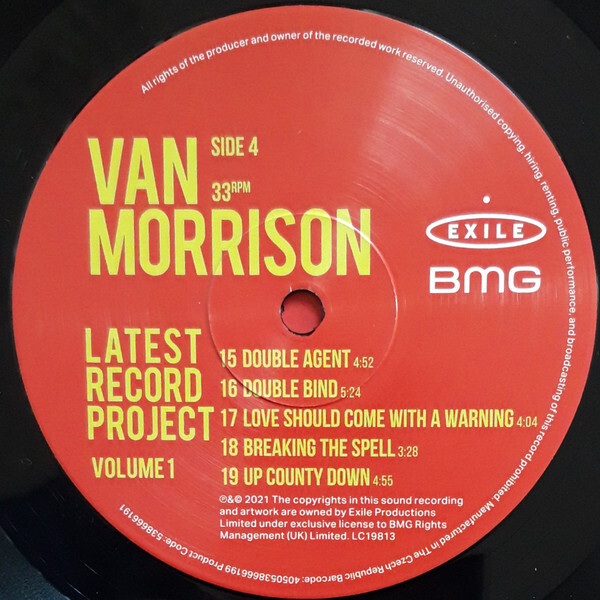 All rights of the producer and owner of the recorded work reserved. Unauthorised copying, hiring, renting, public performance, and broadcasting of this record prohibited. Manufactured in The Czech Republic Barcode: 4050538666199 Product Code: 538666191
VAN
MORRISON
SIDE 4
33RPM
EXILE
BMG
LATEST
RECORD
PROJECT
VOLUME 1
15 DOUBLE AGENT 4:52
16 DOUBLE BIND 5:24
17 LOVE SHOULD COME WITH A WARNING 4:04
18 BREAKING THE SPELL 3:28
19 UP COUNTY DOWN 4:55
℗&© 2021 The copyrights in this sound recording
and artwork are owned by Exile Productions
Limited under exclusive license to BMG Rights
Management (UK) Limited. LC19813